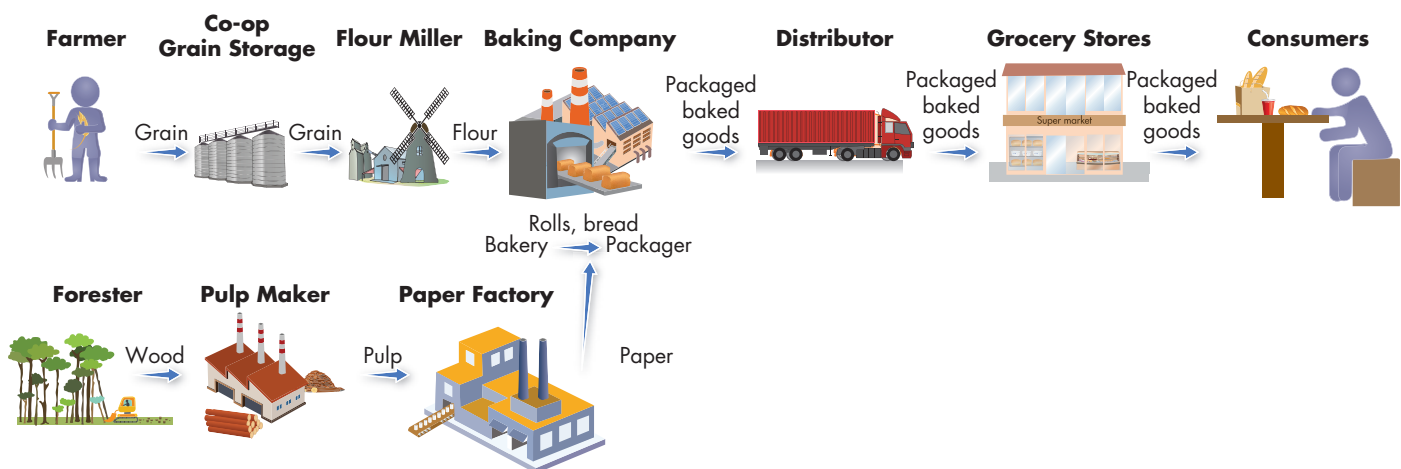 Farmer
Co-op
Grain Storage
Flour Miller
Baking Company
Distributor
Grocery Stores
Consumers
Grain
Grain
Flour
Packaged
baked
goods
Packaged
baked
goods
Super market
Packaged
baked
goods
Rolls, bread
Bakery
Packager
Forester
Pulp Maker
Paper Factory
Wood
Pulp
Paper